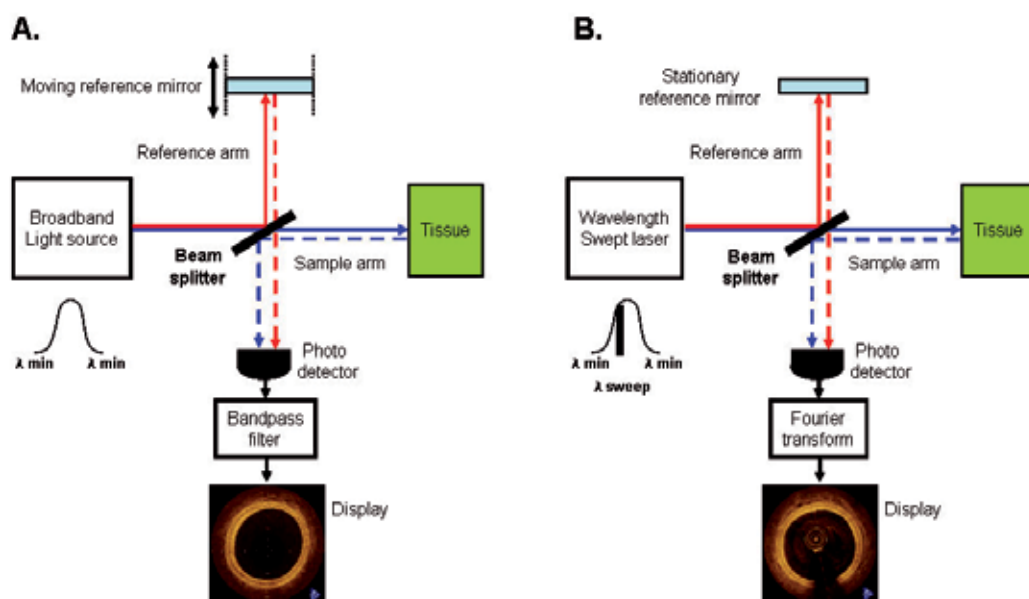 A.
Moving reference mirror
Reference arm
Broadband
Light source
Tissue
Beam
splitter
Sample arm
λ min
λ min
Photo
detector
Bandpass
filter
Display
B.
Stationary
reference mirror
Reference arm
Wavelength
Swept laser
Tissue
Beam
splitter
Sample arm
λ min
λ min
λ sweep
Photo
detector
Fourier
transform
Display